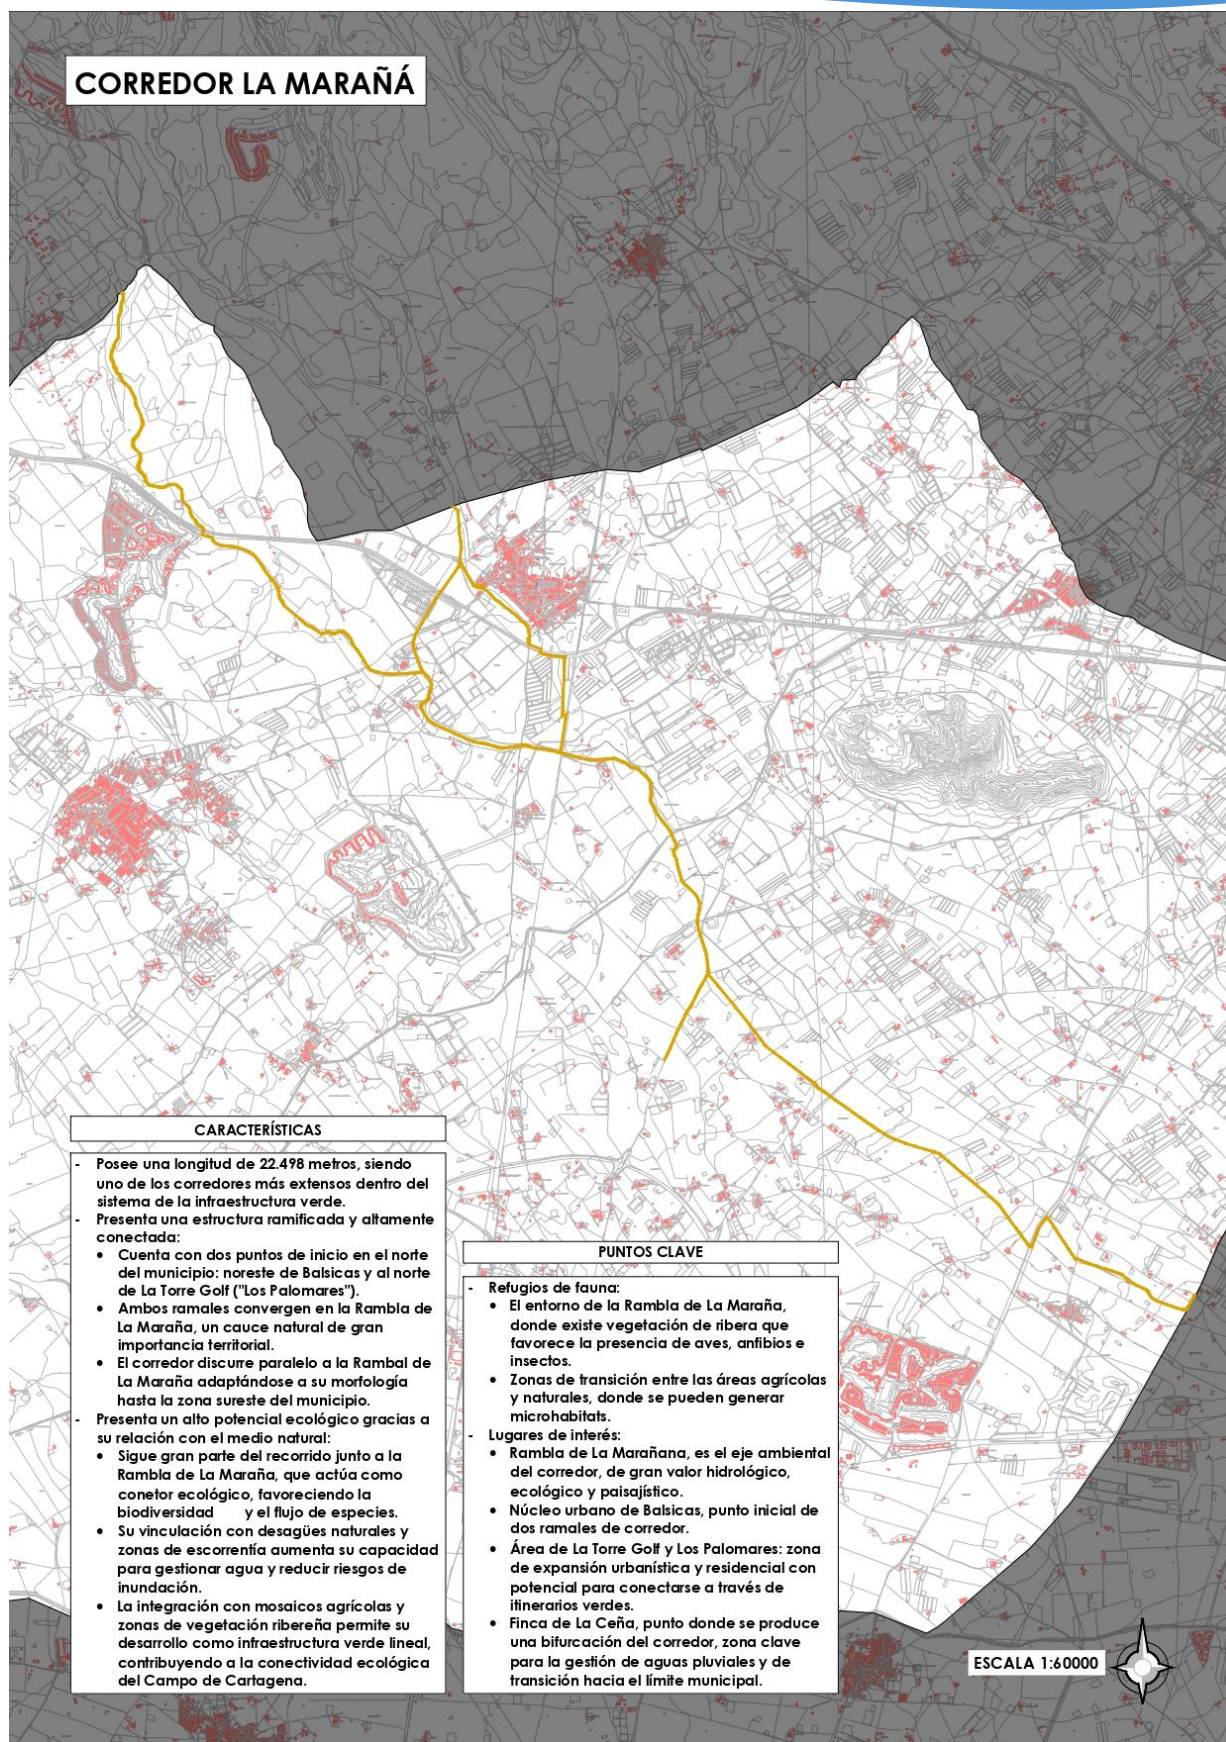 CORREDOR LA MARAÑÁ
CARACTERÍSTICAS
- Posee una longitud de 22.498 metros, siendo
uno de los corredores más extensos dentro del
sistema de la infraestructura verde.
- Presenta una estructura ramificada y altamente
conectada:
• Cuenta con dos puntos de inicio en el norte
del municipio: noreste de Balsicas y al norte
de La Torre Golf ("Los Palomares").
• Ambos ramales convergen en la Rambla de
La Maraña, un cauce natural de gran
importancia territorial.
• El corredor discurre paralelo a la Rambal de
La Maraña adaptándose a su morfología
hasta la zona sureste del municipio.
- Presenta un alto potencial ecológico gracias a
su relación con el medio natural:
• Sigue gran parte del recorrido junto a la
Rambla de La Maraña, que actúa como
conetor ecológico, favoreciendo la
biodiversidad y el flujo de especies.
• Su vinculación con desagües naturales y
zonas de escorrentía aumenta su capacidad
para gestionar agua y reducir riesgos de
inundación.
• La integración con mosaicos agrícolas y
zonas de vegetación ribereña permite su
desarrollo como infraestructura verde lineal,
contribuyendo a la conectividad ecológica
del Campo de Cartagena.
PUNTOS CLAVE
- Refugios de fauna:
• El entorno de la Rambla de La Maraña,
donde existe vegetación de ribera que
favorece la presencia de aves, anfibios e
insectos.
• Zonas de transición entre las áreas agrícolas
y naturales, donde se pueden generar
microhabitats.
- Lugares de interés:
• Rambla de La Marañana, es el eje ambiental
del corredor, de gran valor hidrológico,
ecológico y paisajístico.
• Núcleo urbano de Balsicas, punto inicial de
dos ramales de corredor.
• Área de La Torre Golf y Los Palomares: zona
de expansión urbanística y residencial con
potencial para conectarse a través de
itinerarios verdes.
• Finca de La Ceña, punto donde se produce
una bifurcación del corredor, zona clave
para la gestión de aguas pluviales y de
transición hacia el límite municipal.
ESCALA 1:60000